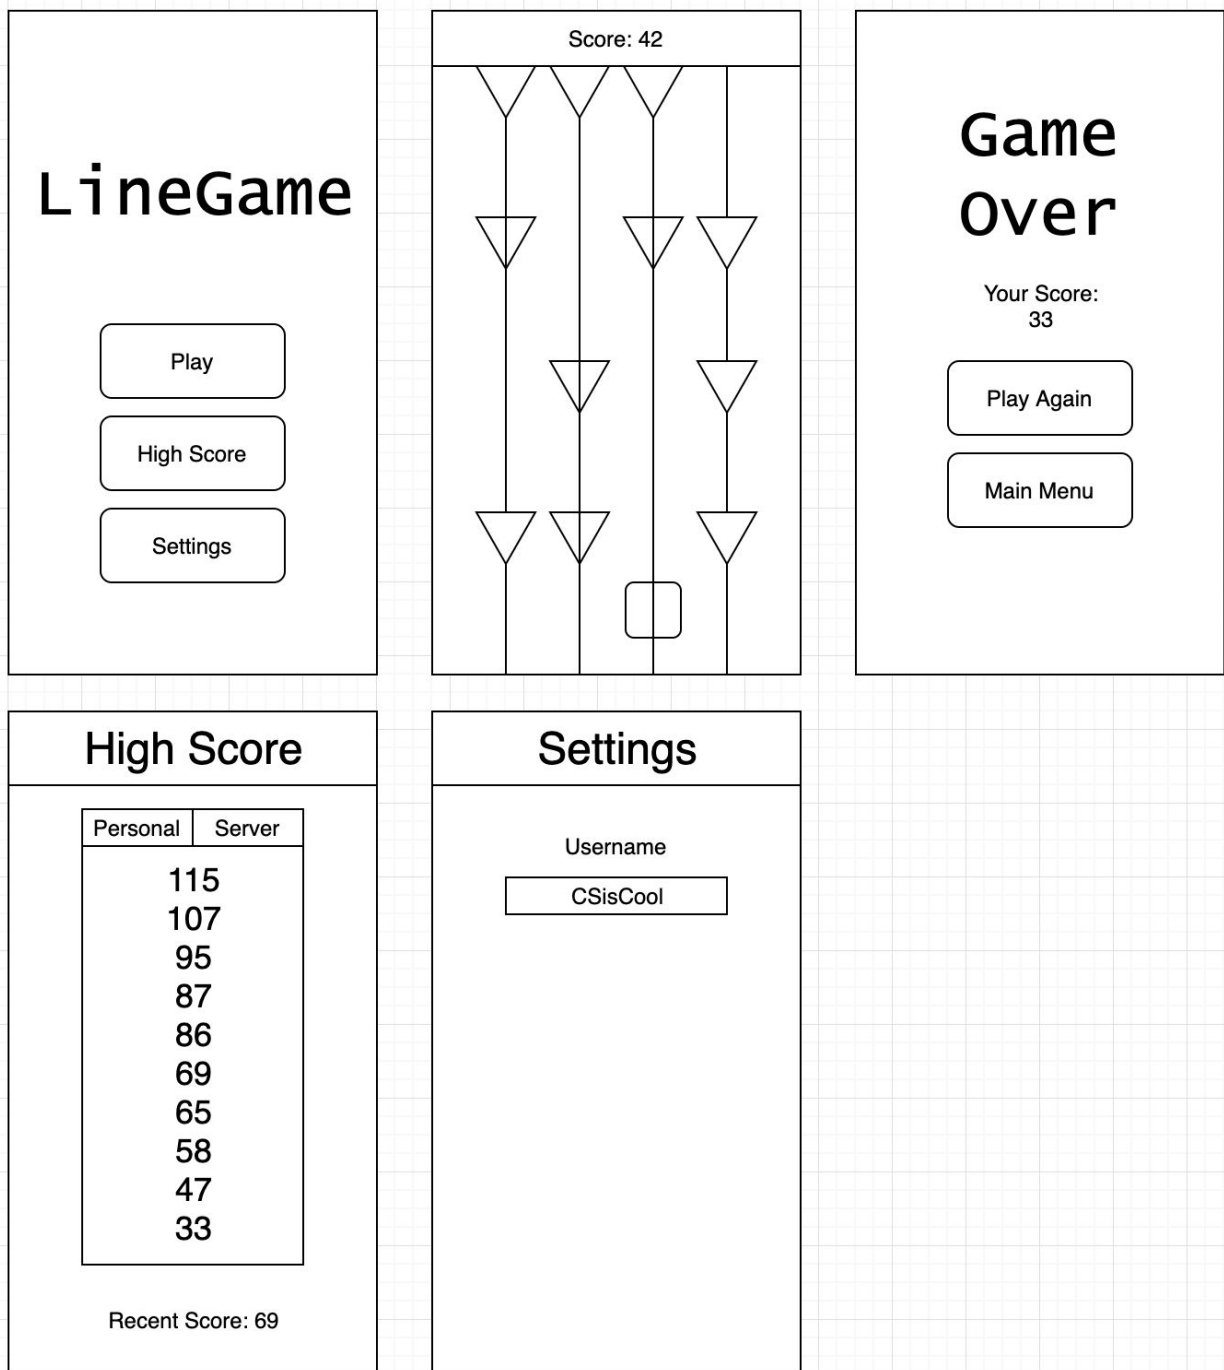 LineGame
Play
High Score
Settings
Score: 42
Game
Over
Your Score:
33
Play Again
Main Menu
High Score
Personal Server
115
107
95
87
86
69
65
58
47
33
Recent Score: 69
Settings
Username
CSisCool